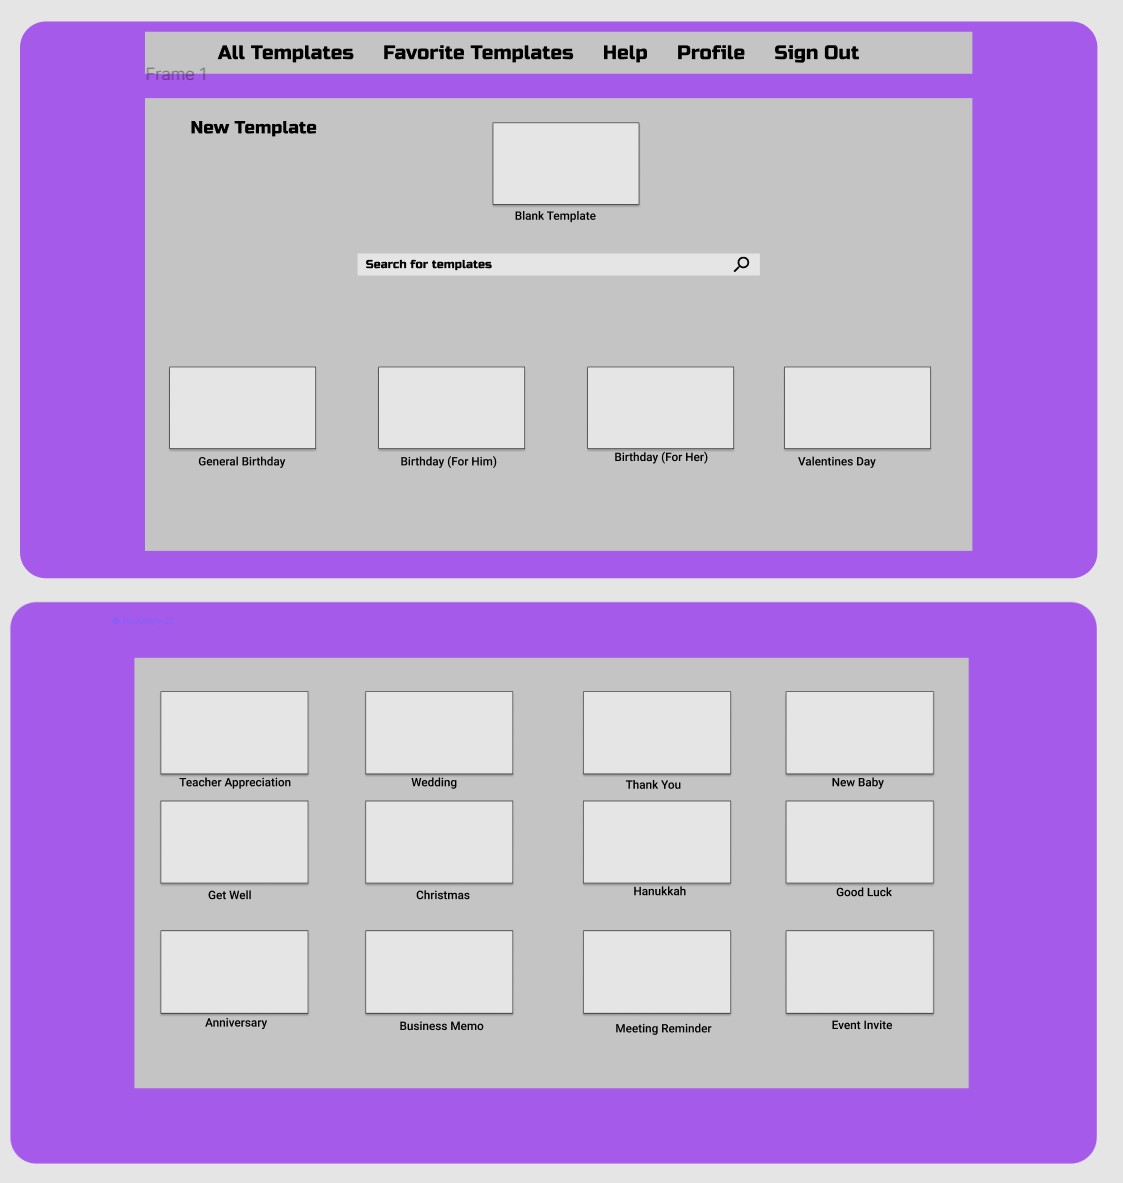 All Templates Favorite Templates Help Profile Sign Out
Frame 1
New Template
Blank Template
Search for templates
General Birthday Birthday (For Him) Birthday (For Her) Valentines Day
Teacher Appreciation Wedding Thank You New Baby
Get Well Christmas Hanukkah Good Luck
Anniversary Business Memo Meeting Reminder Event Invite